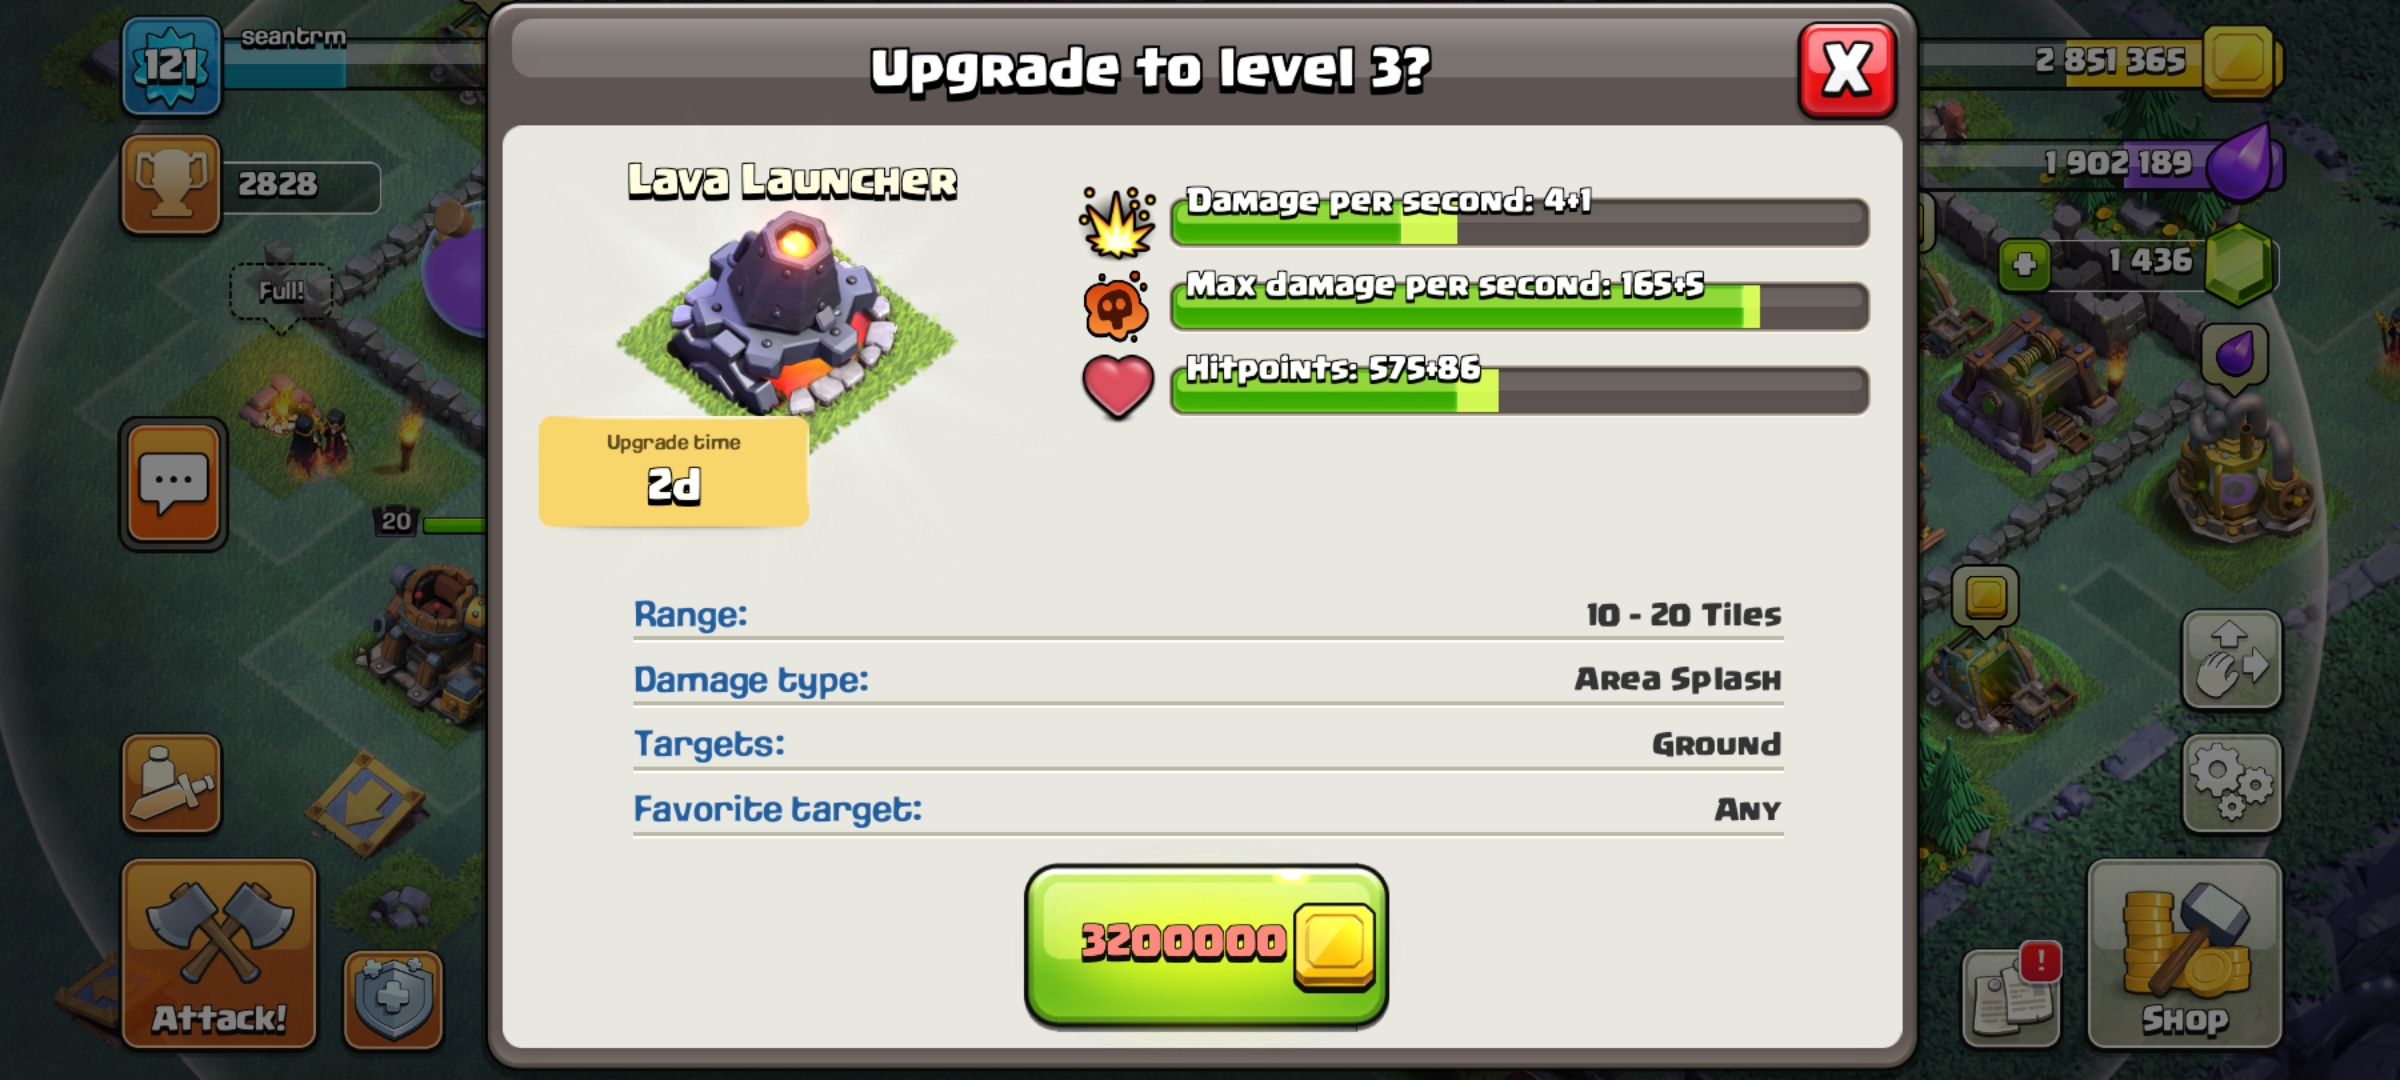 121
seantrm
Upgrade to level 3?
X
2 851 365
2828
1 902 189
1 436
Full!
20
Lava Launcher
Damage per second: 4+1
Max damage per second: 165+5
Hitpoints: 575+86
Upgrade time
2d
Range: 10 - 20 Tiles
Damage type: Area Splash
Targets: Ground
Favorite target: Any
3200000
Attack!
!
Shop